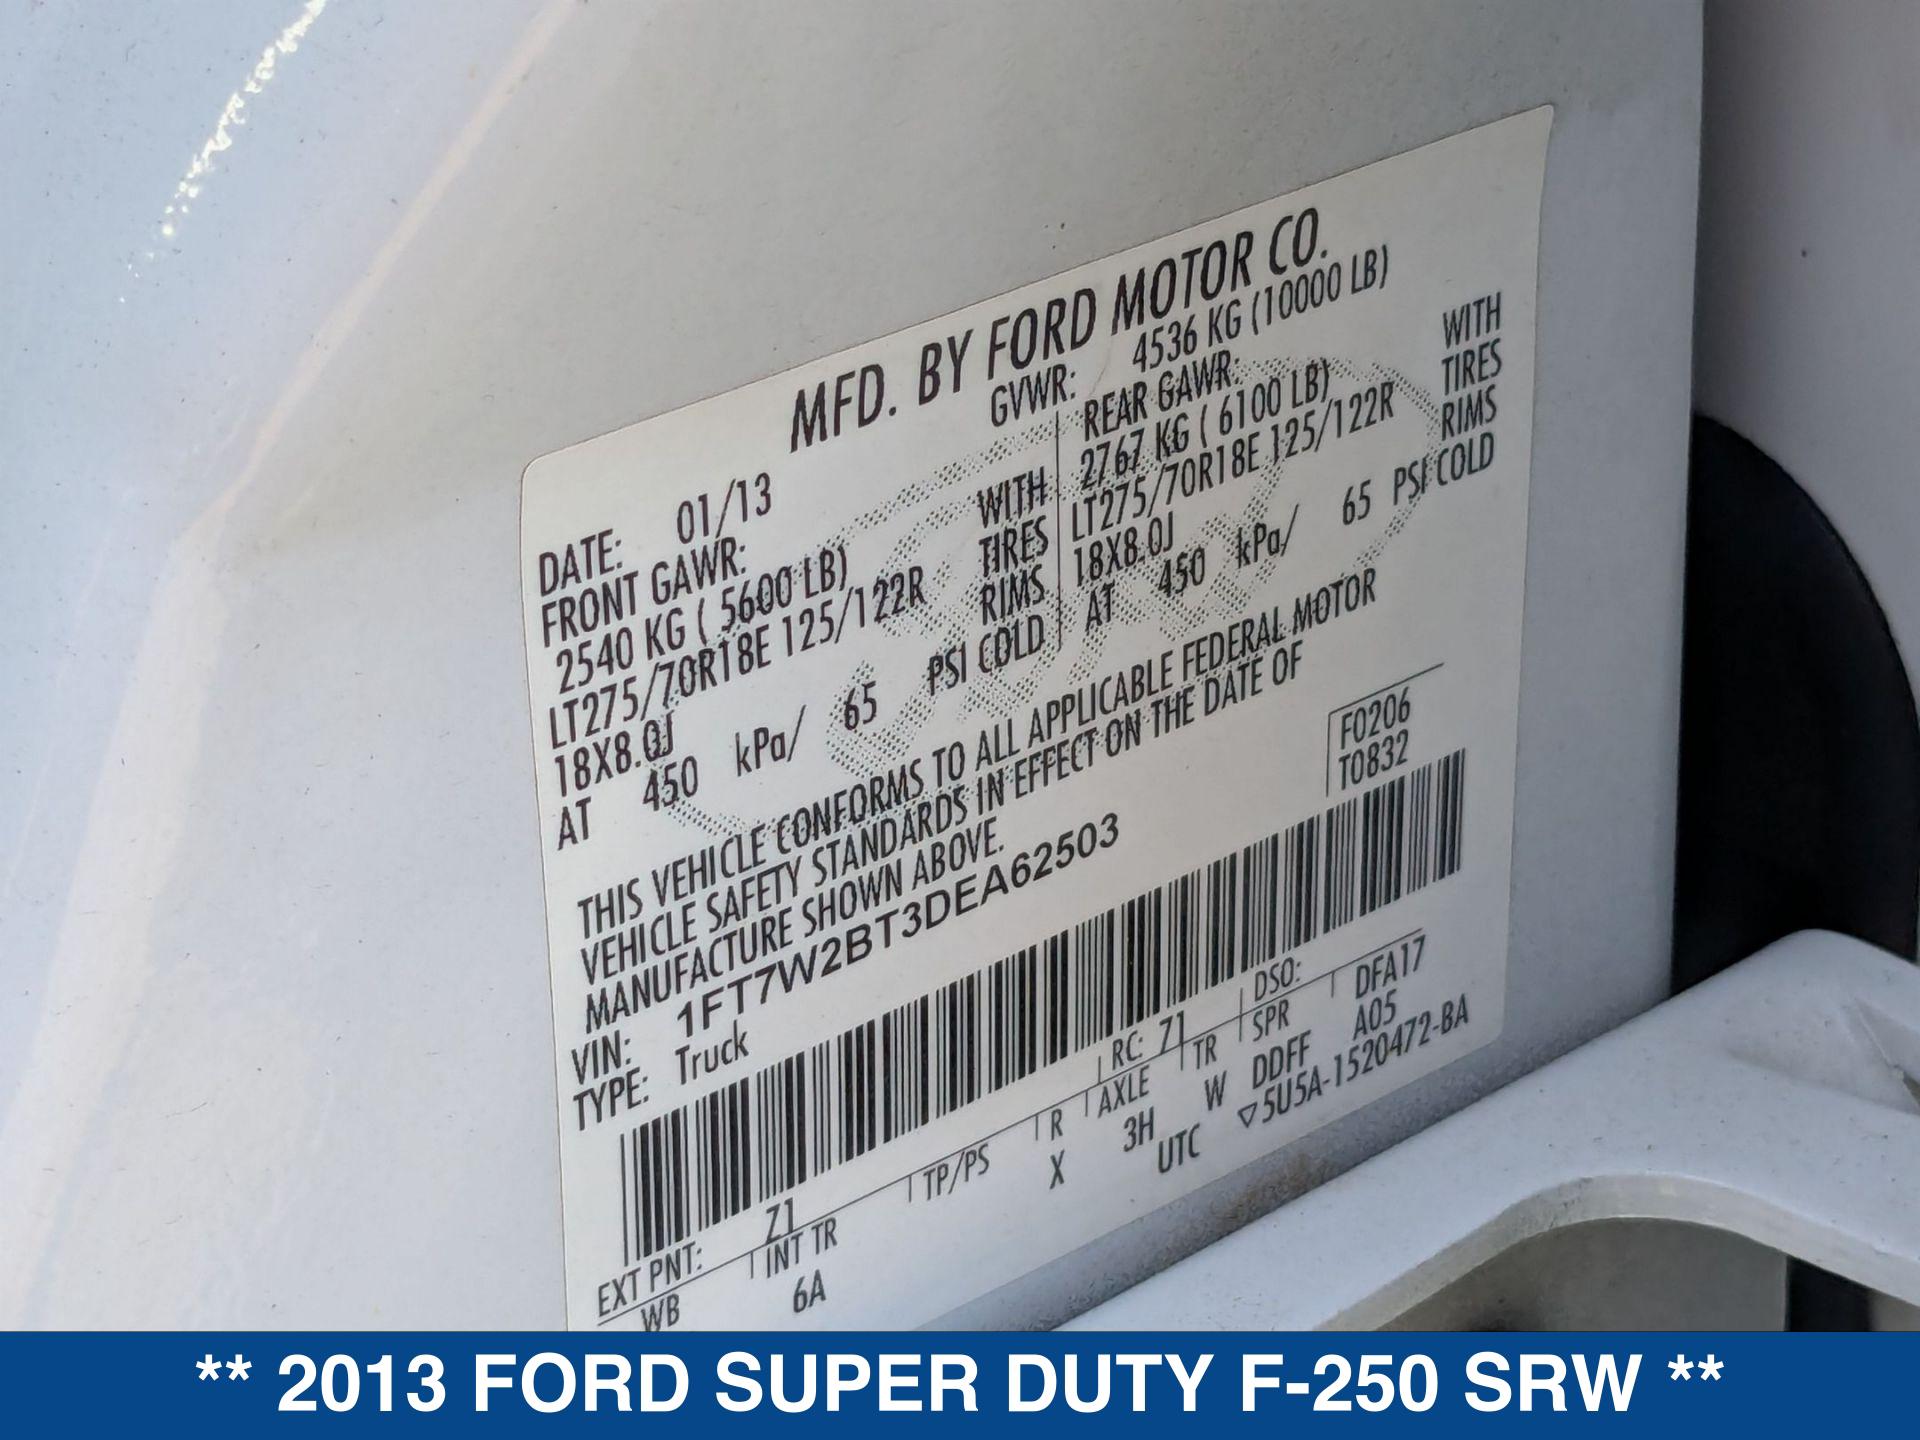 MFD. BY FORD MOTOR CO.
DATE: 01/13 GVWR: 4536 KG (10000 LB)
FRONT GAWR: REAR GAWR:
2540 KG ( 5600 LB) WITH 2767 KG ( 6100 LB) WITH
LT275/70R18E 125/122R TIRES LT275/70R18E 125/122R TIRES
18X8.0J RIMS 18X8.0J RIMS
AT 450 kPa/ 65 PSI COLD AT 450 kPa/ 65 PSI COLD
THIS VEHICLE CONFORMS TO ALL APPLICABLE FEDERAL MOTOR
VEHICLE SAFETY STANDARDS IN EFFECT ON THE DATE OF
MANUFACTURE SHOWN ABOVE.
VIN: 1FT7W2BT3DEA62503
TYPE: Truck
F0206
T0832
EXT PNT: Z1 RC: 71 DSO:
WB INT TR TP/PS R AXLE TR SPR DFA17
6A X 3H W DDFF A05
UTC ▽5U5A-1520472-BA
** 2013 FORD SUPER DUTY F-250 SRW **